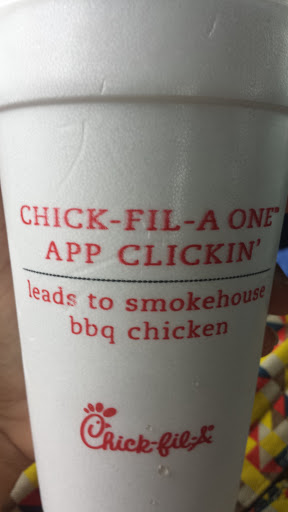 CHICK-FIL-A ONE™
APP CLICKIN'
leads to smokehouse
bbq chicken
Chick-fil-A